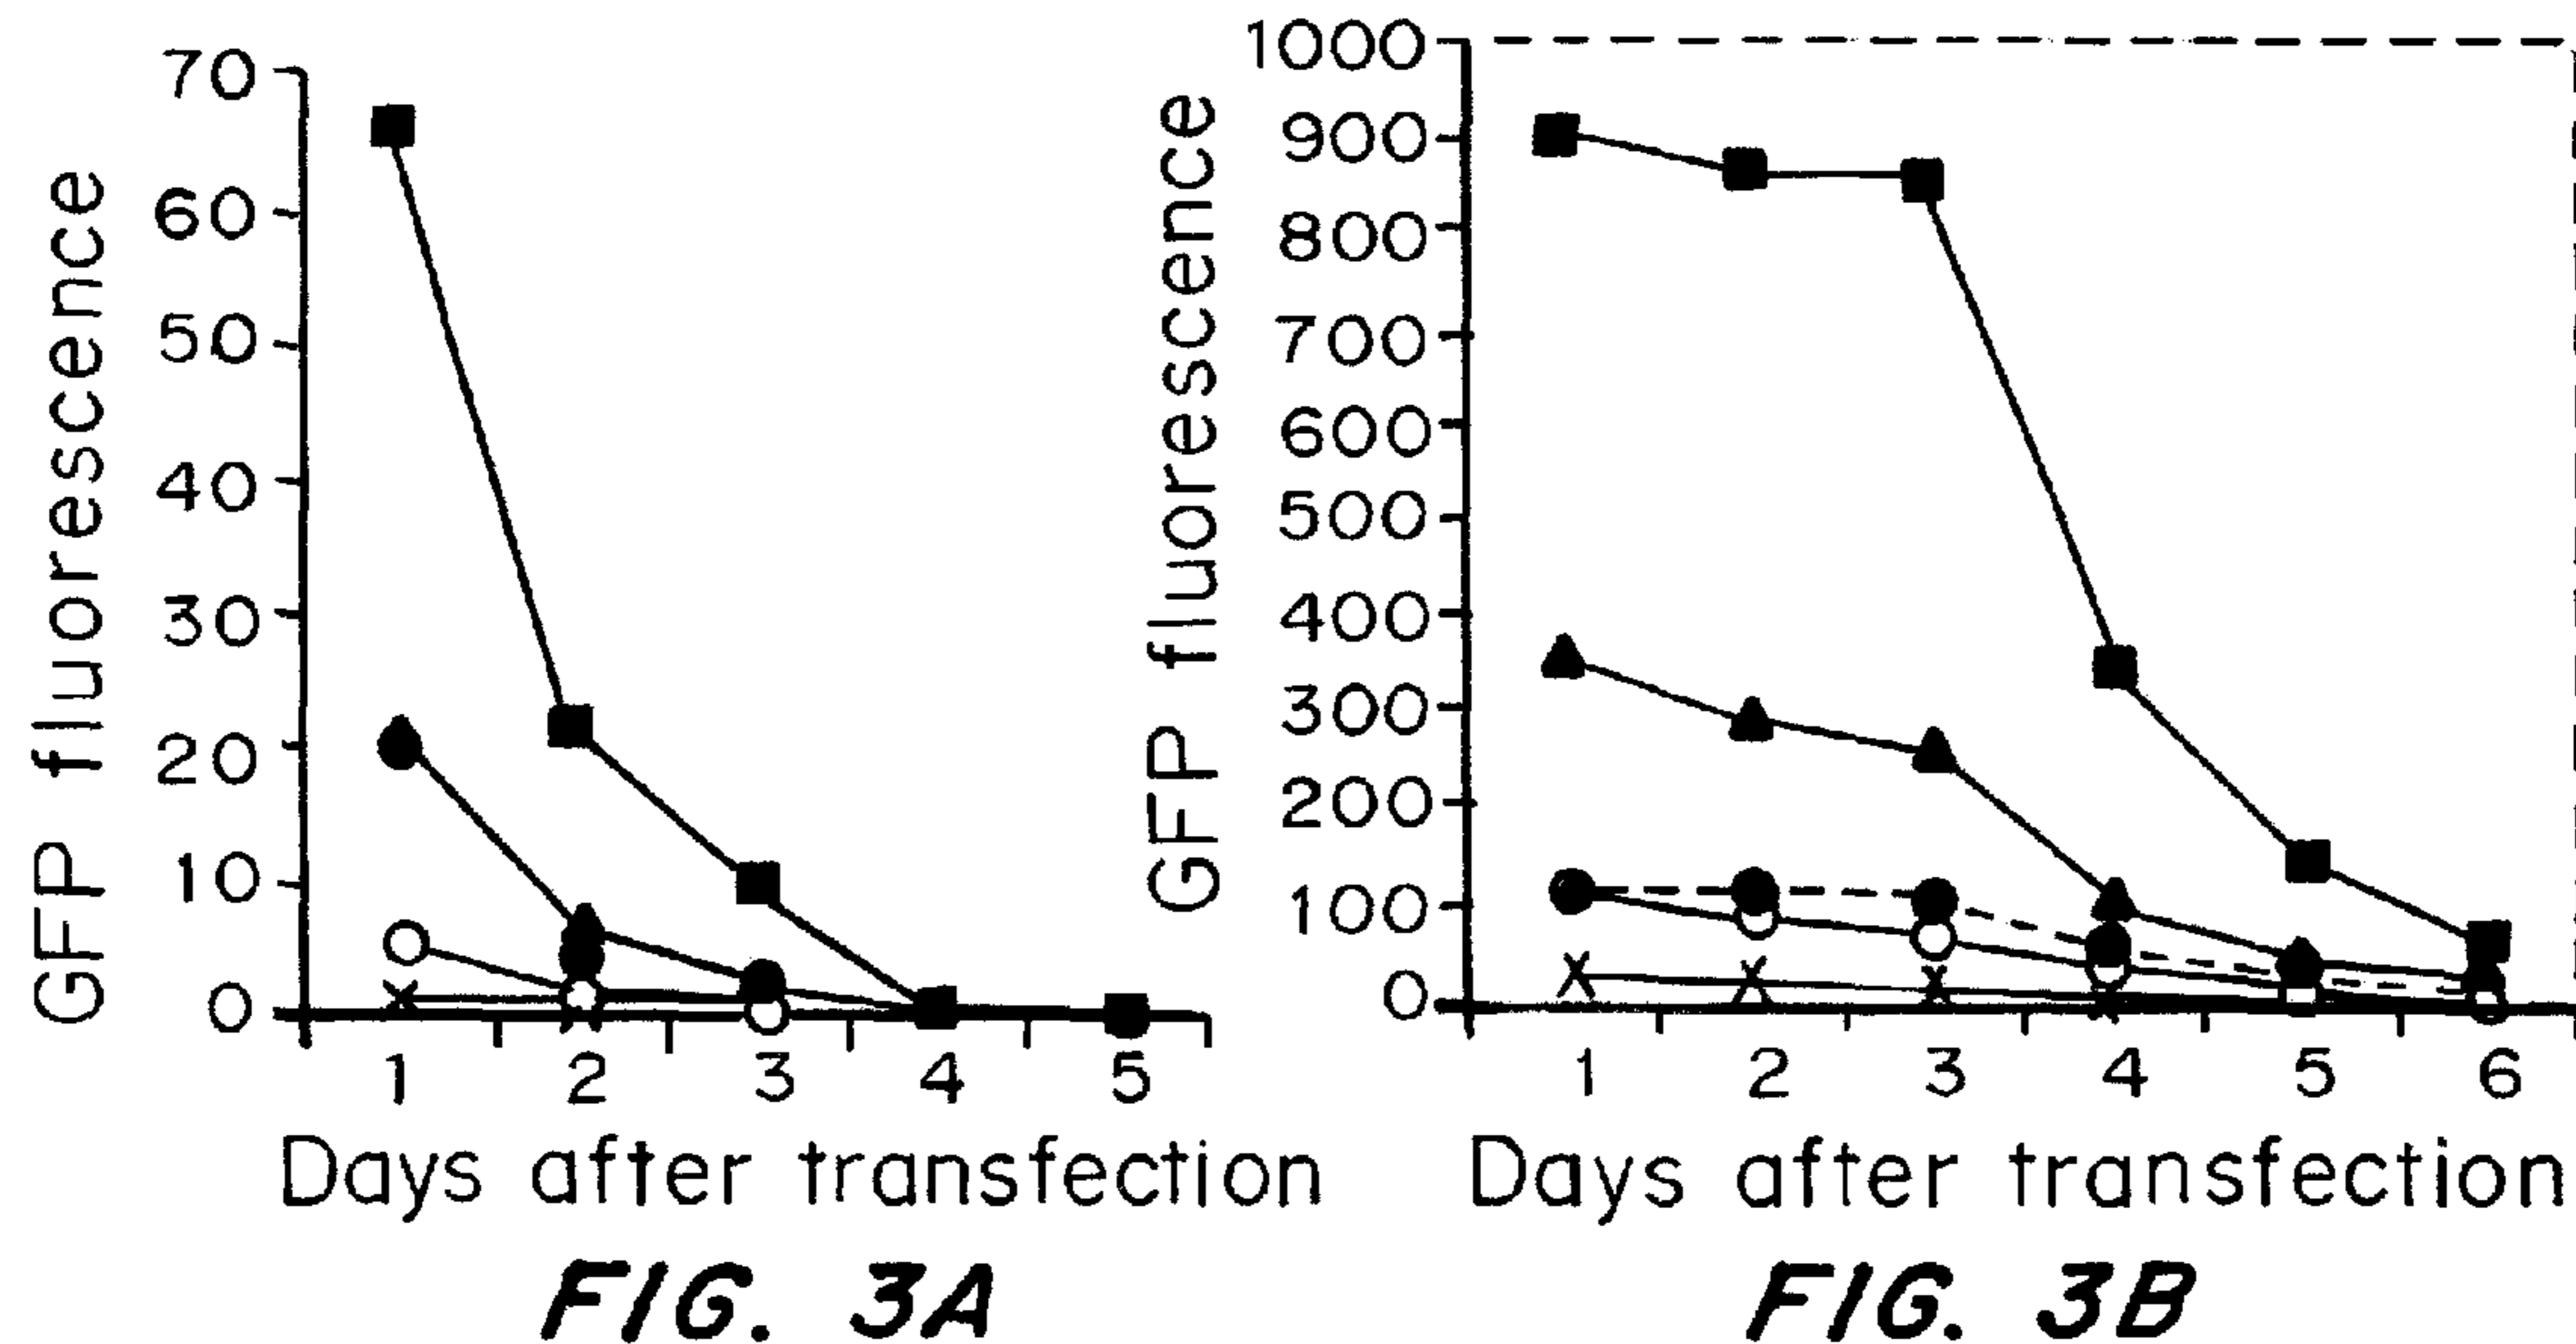 GFP fluorescence
70
60
50
40
30
20
10
0
1 2 3 4 5
Days after transfection
FIG. 3A
GFP fluorescence
1000
900
800
700
600
500
400
300
200
100
0
1 2 3 4 5 6
Days after transfection
FIG. 3B